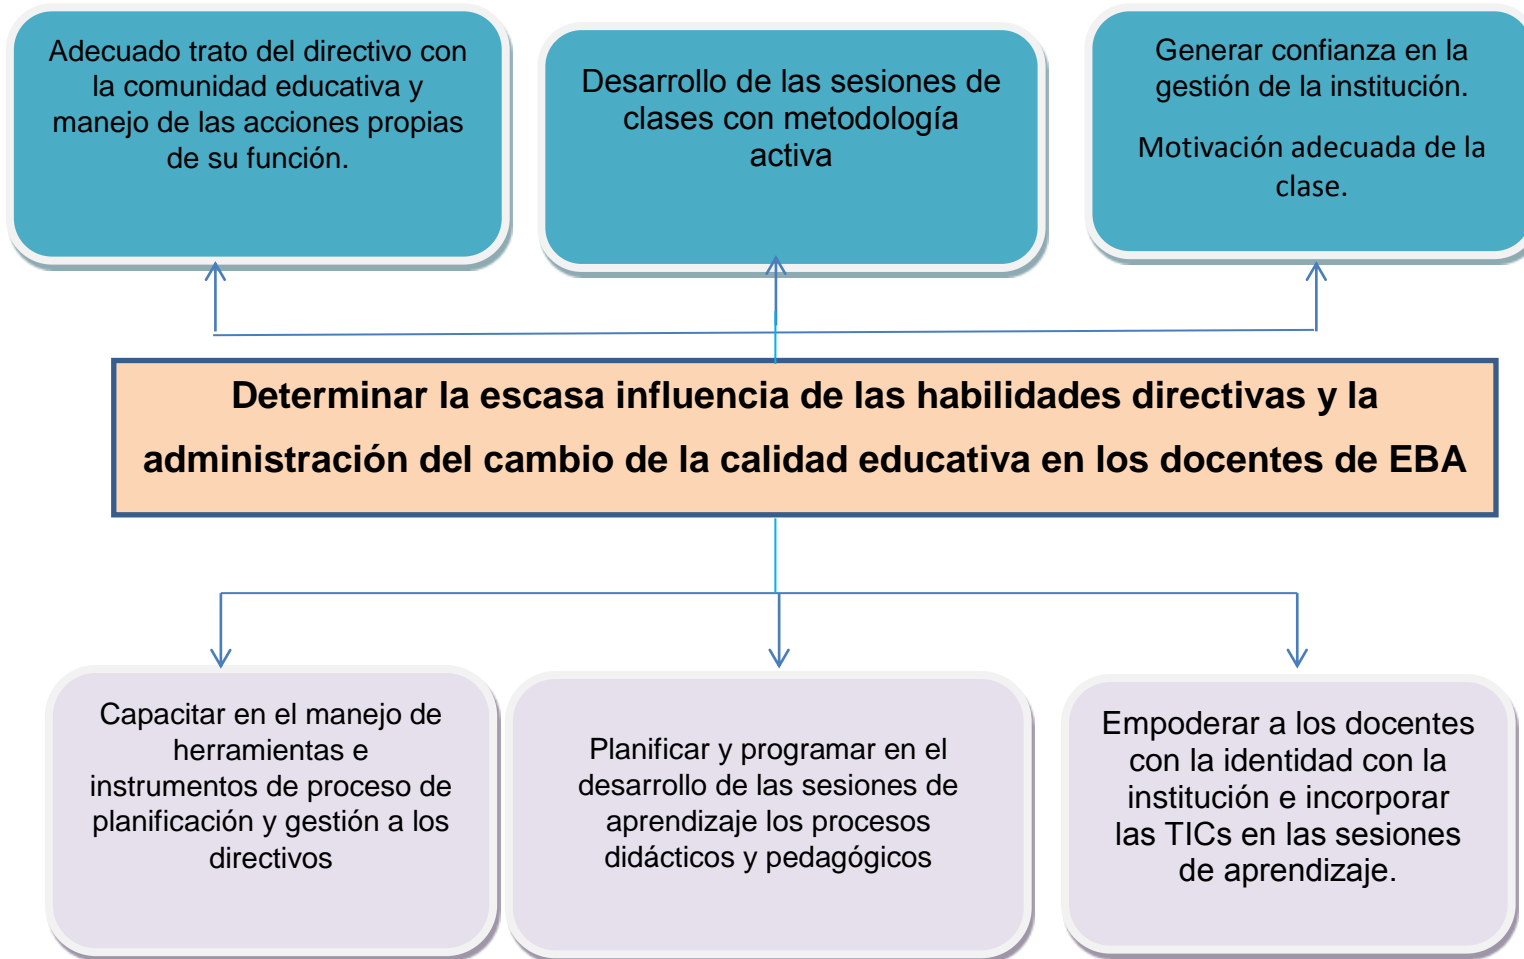 Adecuado trato del directivo con
la comunidad educativa y
manejo de las acciones propias
de su función.
Desarrollo de las sesiones de
clases con metodología
activa
Generar confianza en la
gestión de la institución.
Motivación adecuada de la
clase.
Determinar la escasa influencia de las habilidades directivas y la
administración del cambio de la calidad educativa en los docentes de EBA
Capacitar en el manejo de
herramientas e
instrumentos de proceso de
planificación y gestión a los
directivos
Planificar y programar en el
desarrollo de las sesiones de
aprendizaje los procesos
didácticos y pedagógicos
Empoderar a los docentes
con la identidad con la
institución e incorporar
las TICs en las sesiones
de aprendizaje.